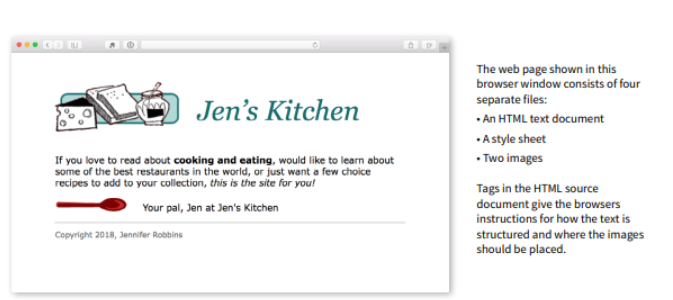 Jen's Kitchen
If you love to read about cooking and eating, would like to learn about
some of the best restaurants in the world, or just want a few choice
recipes to add to your collection, this is the site for you!
Your pal, Jen at Jen's Kitchen
Copyright 2018, Jennifer Robbins
The web page shown in this
browser window consists of four
separate files:
• An HTML text document
• A style sheet
• Two images
Tags in the HTML source
document give the browsers
instructions for how the text is
structured and where the images
should be placed.